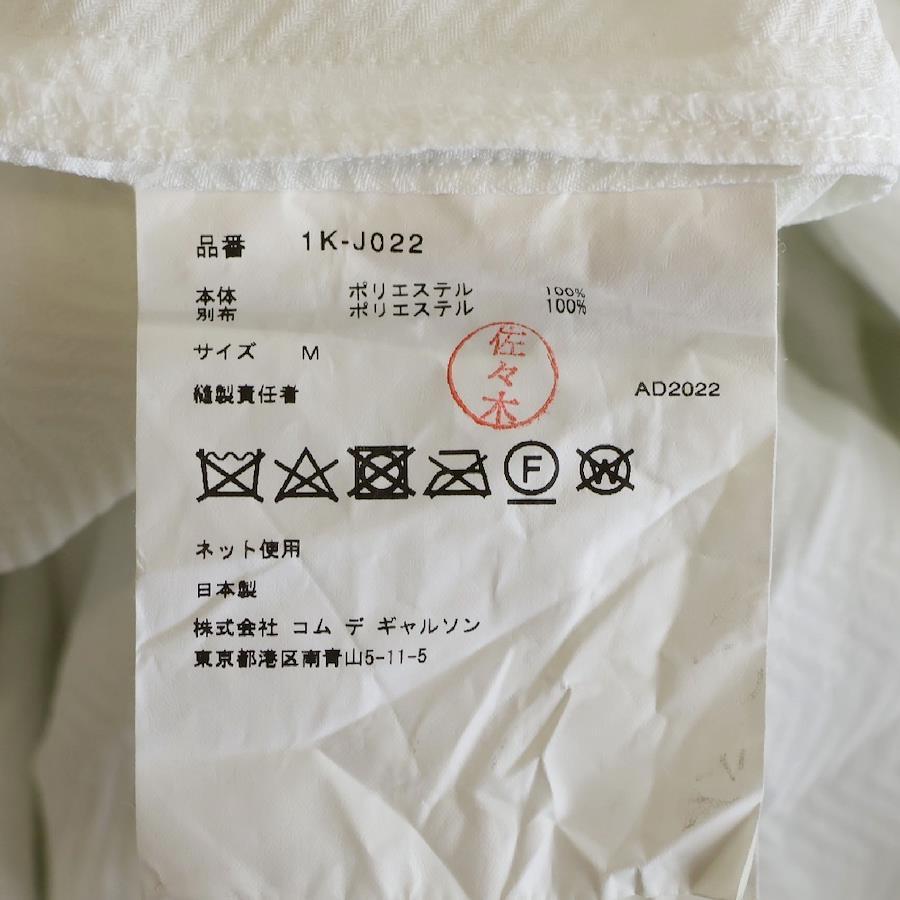 品番 1K-J022
本体 ポリエステル 100%
別布 ポリエステル 100%
サイズ M
佐々木
縫製責任者 AD2022
F
W
ネット使用
日本製
株式会社 コム デ ギャルソン
東京都港区南青山5-11-5